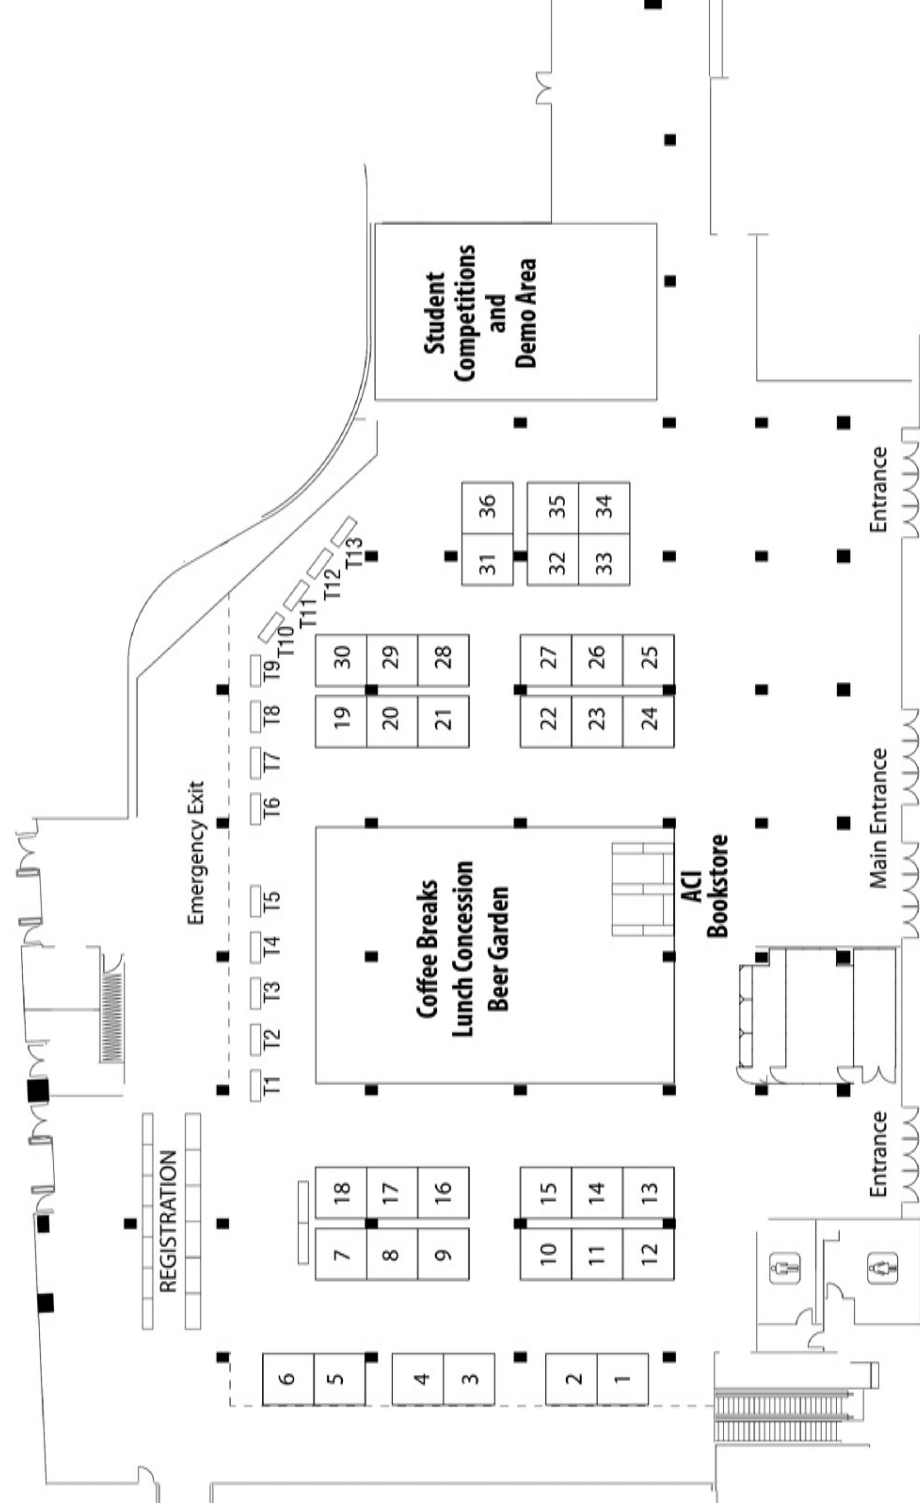 Student
Competitions
and
Demo Area
Entrance
36
35
34
31
32
33
T13
T12
T11
T10
T9
T8
T7
T6
30
29
28
27
26
25
19
20
21
22
23
24
Emergency Exit
Main Entrance
T5
T4
T3
T2
T1
Coffee Breaks
Lunch Concession
Beer Garden
ACI
Bookstore
REGISTRATION
18
17
16
15
14
13
7
8
9
10
11
12
Entrance
6
5
4
3
2
1